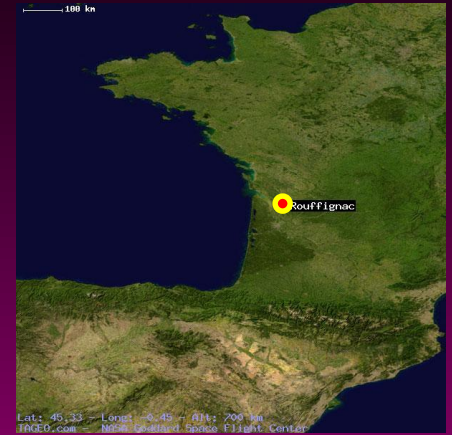 100 km
Rouffignac
Lat: 45.33 - Long: -0.45 - Alt: 700 km
TAGEO.com - NASA Goddard Space Flight Center